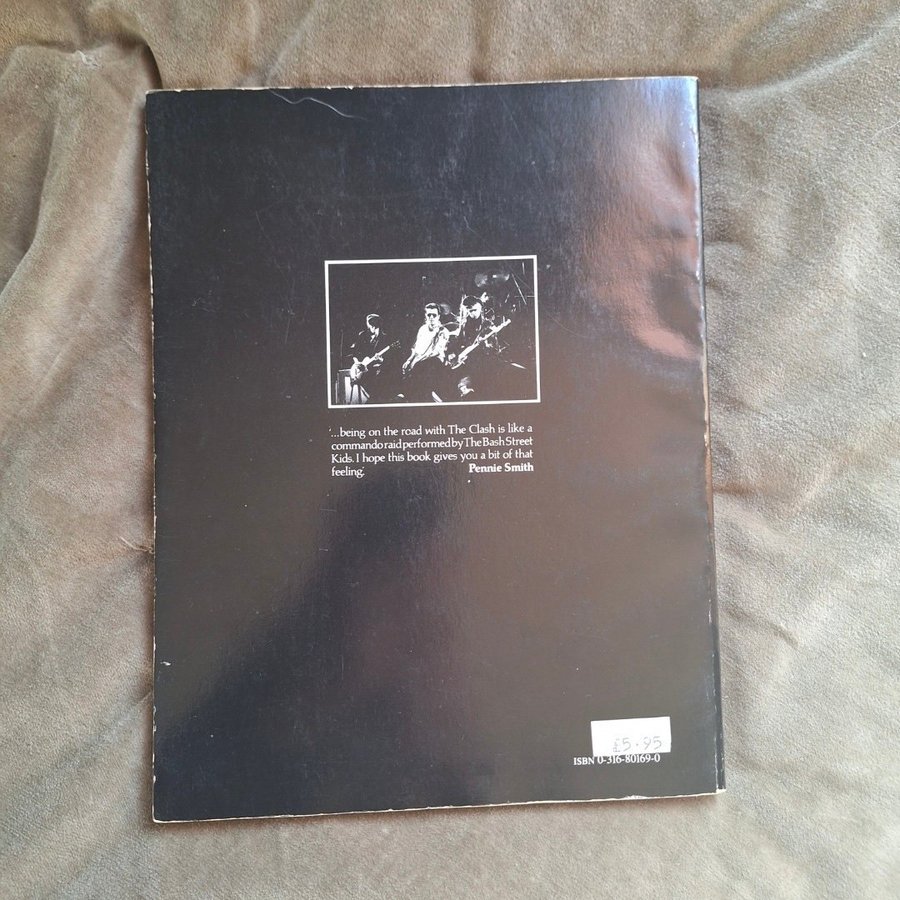 '...being on the road with The Clash is like a
commando raid performed by The Bash Street
Kids. I hope this book gives you a bit of that
feeling.' Pennie Smith
£5.95
ISBN 0-316-80169-0